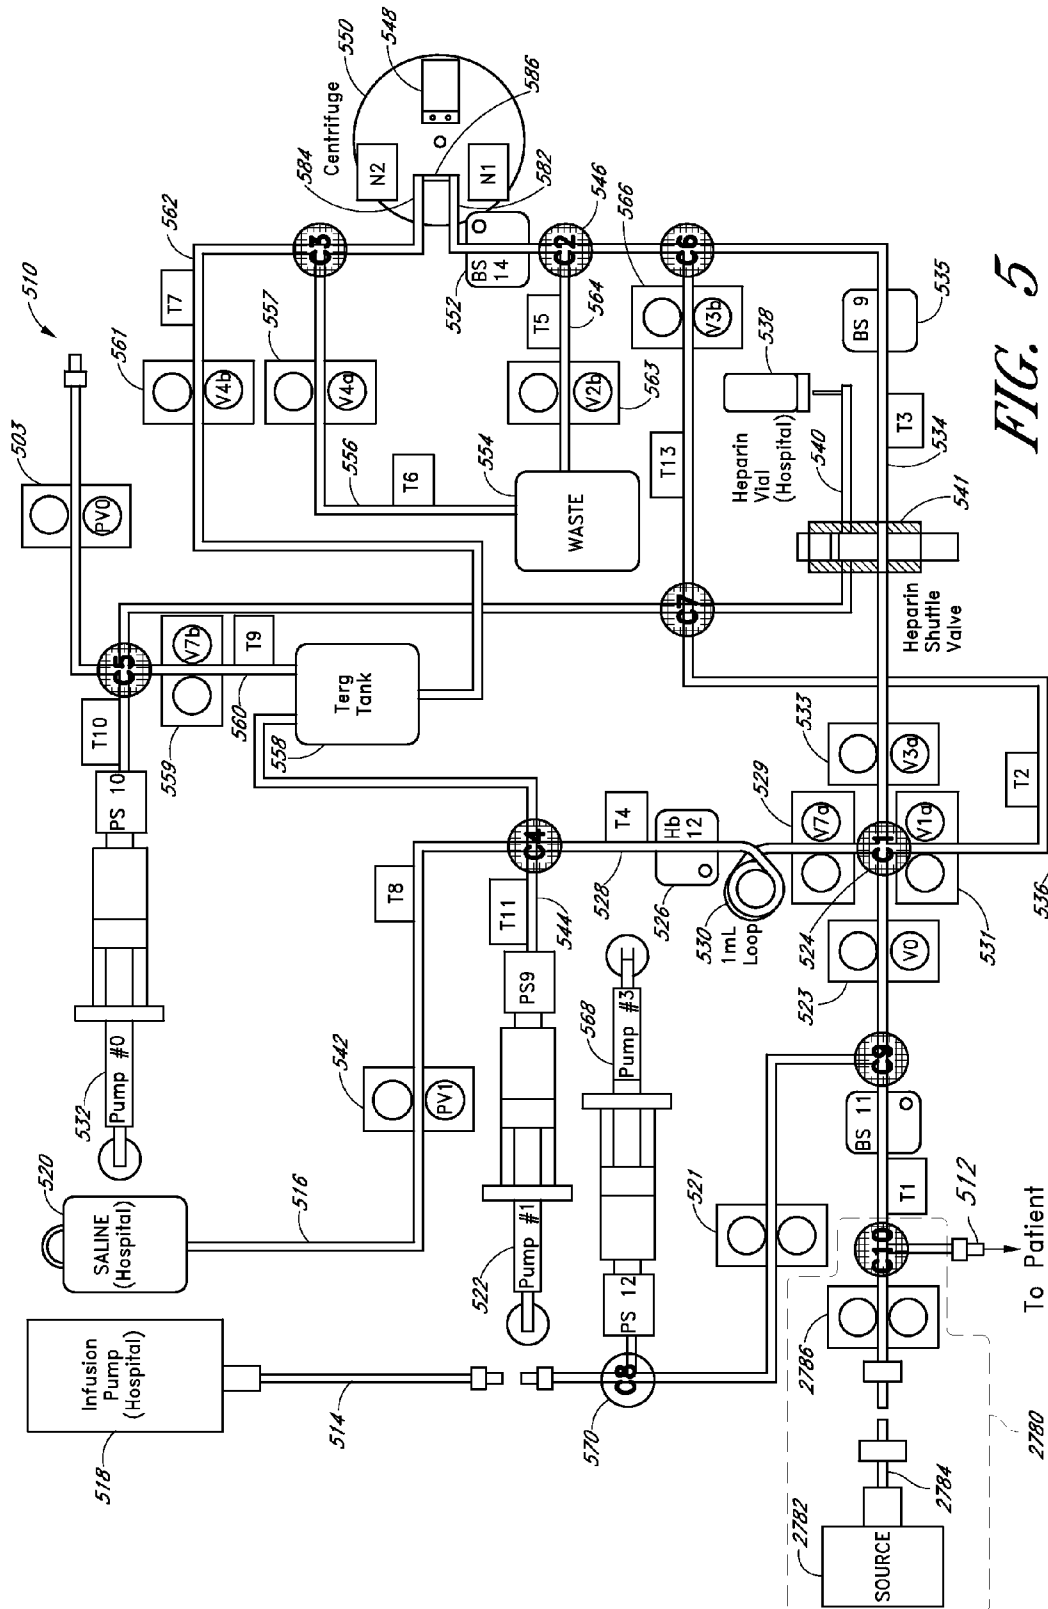 510
503
PV0
561
V4b
T7
562
557
V4a
556
T6
584
Centrifuge
550
548
586
N2
N1
582
C3
BS
14
552
C2
546
T5
564
V2b
563
554
WASTE
C6
566
V3b
T13
538
Heparin
Vial
(Hospital)
540
BS 9
535
T3
534
541
Heparin
Shuttle
Valve
C7
C5
V7b
T9
560
559
T10
PS 10
Pump #0
532
Terg
Tank
558
T8
C4
T4
528
Hb
12
526
530
1mL
Loop
529
V7a
533
V3a
C1
V1a
531
524
V0
523
T2
536
T11
544
PS9
Pump #1
522
542
PV1
516
520
SALINE
(Hospital)
568
Pump #3
PS 12
C8
570
521
C9
BS 11
T1
C10
512
To Patient
Infusion
Pump
(Hospital)
518
514
2786
2780
2784
2782
SOURCE
FIG. 5